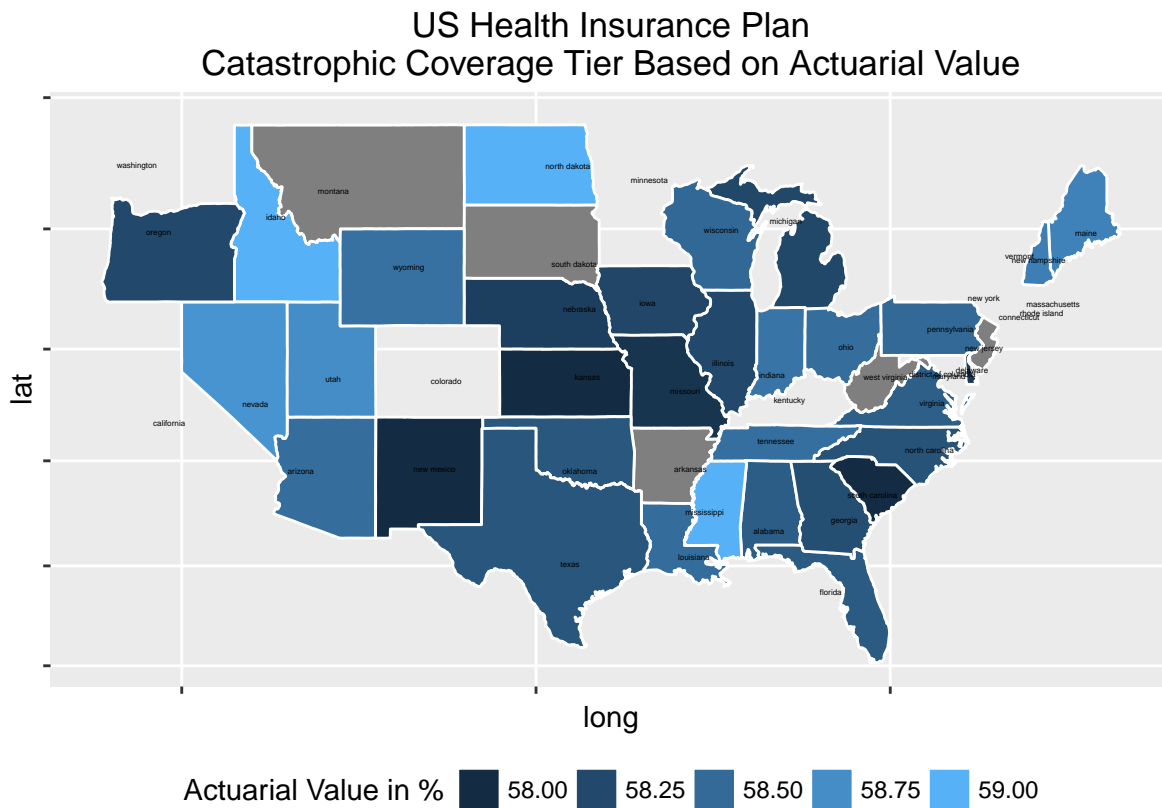 US Health Insurance Plan
Catastrophic Coverage Tier Based on Actuarial Value
washington
north dakota
minnesota
montana
idaho
michigan
oregon
wisconsin
maine
vermont
new hampshire
south dakota
wyoming
new york
massachusetts
rhode island
connecticut
nebraska
iowa
pennsylvania
ohio
new jersey
illinois
indiana
delaware
district of columbia
maryland
utah
colorado
kansas
west virginia
missouri
kentucky
nevada
virginia
california
tennessee
north carolina
arizona
new mexico
oklahoma
arkansas
south carolina
mississippi
georgia
alabama
louisiana
texas
florida
lat
long
Actuarial Value in % 58.00 58.25 58.50 58.75 59.00